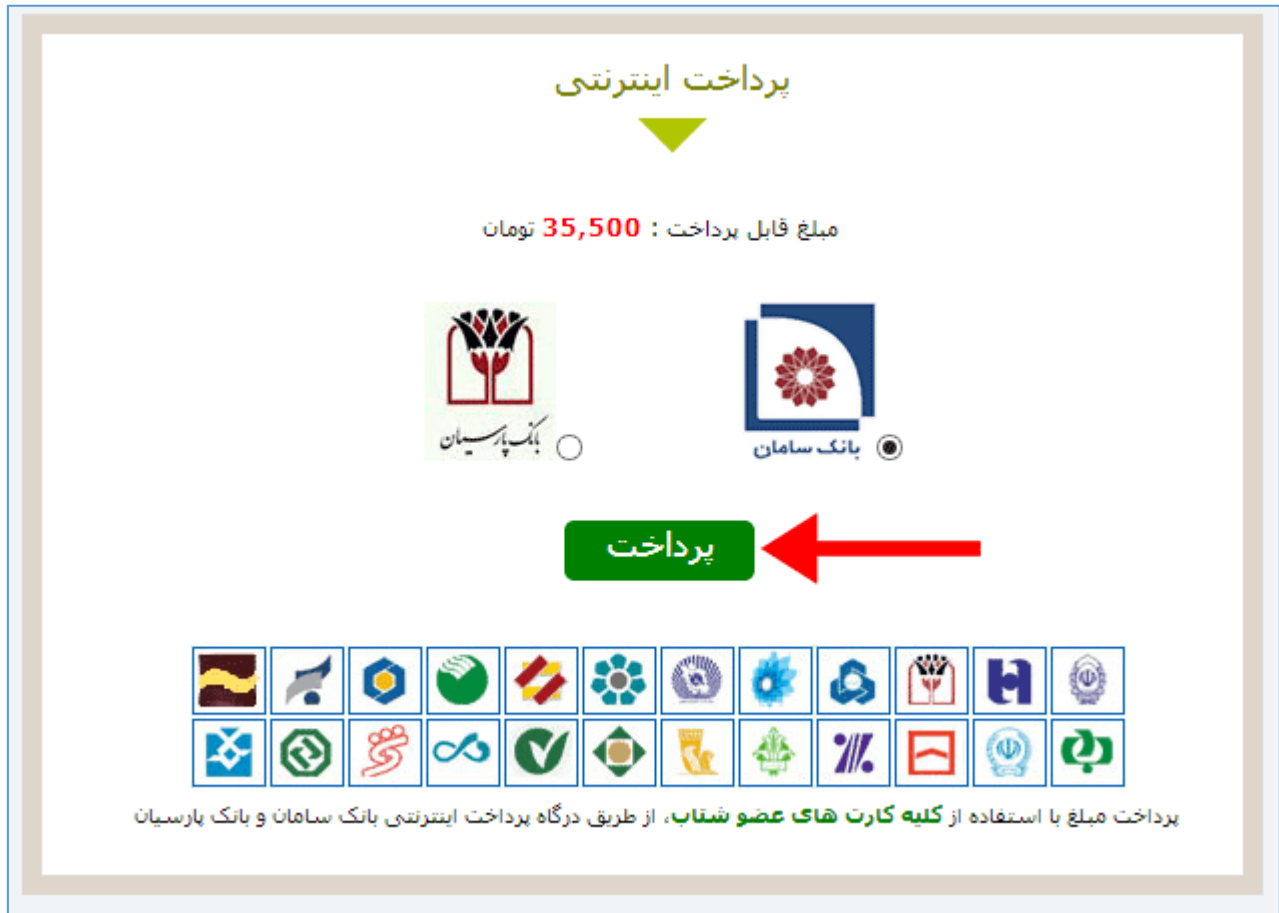 پرداخت اینترنتی
مبلغ قابل پرداخت : 35,500 تومان
بانک سامان
بانک پارسیان
پرداخت
پرداخت مبلغ با استفاده از کلیه کارت های عضو شتاب، از طریق درگاه پرداخت اینترنتی بانک سامان و بانک پارسیان